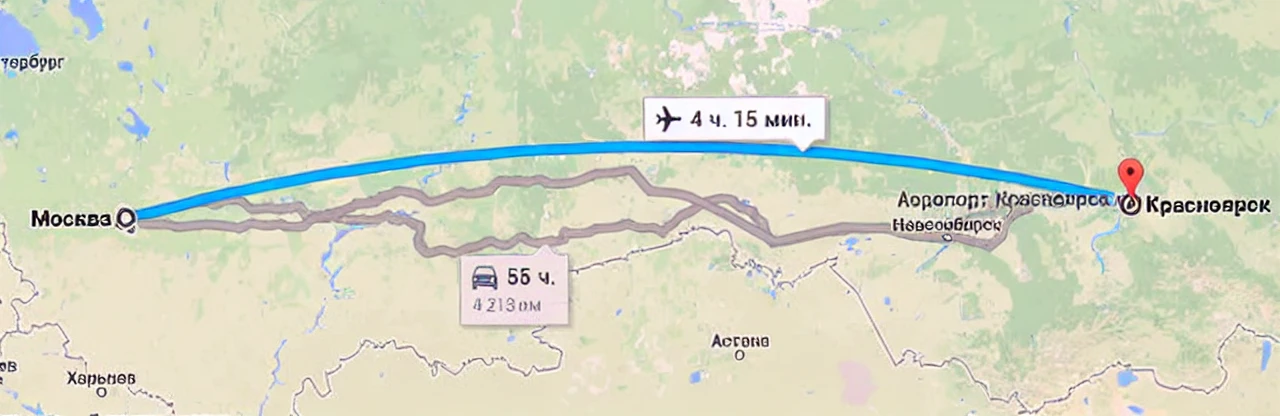 тербург
4 ч. 15 мин.
Москва
Аэропорт Красноярск
Красноярск
Новосибирск
55 ч.
4 213 км
Астана
Харьков